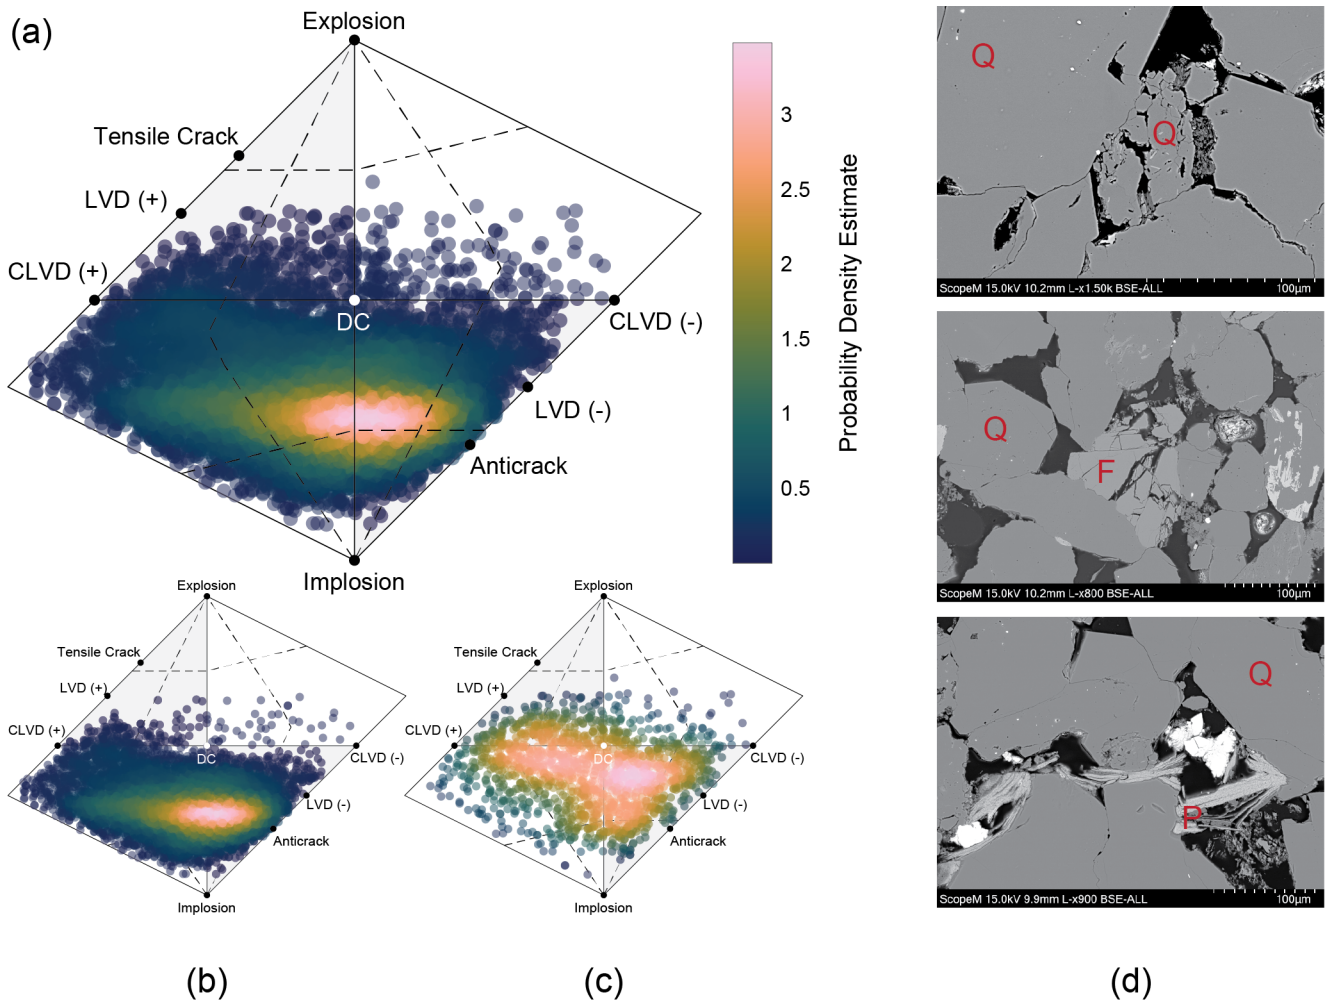 (a)
Explosion
Tensile Crack
LVD (+)
CLVD (+)
DC
CLVD (-)
LVD (-)
Anticrack
Implosion
3
2.5
2
1.5
1
0.5
Probability Density Estimate
Explosion
Tensile Crack
LVD (+)
CLVD (+)
DC
CLVD (-)
LVD (-)
Anticrack
Implosion
(b)
Explosion
Tensile Crack
LVD (+)
CLVD (+)
DC
CLVD (-)
LVD (-)
Anticrack
Implosion
(c)
Q
Q
ScopeM 15.0kV 10.2mm L-x1.50k BSE-ALL 100µm
Q
F
ScopeM 15.0kV 10.2mm L-x800 BSE-ALL 100µm
Q
P
ScopeM 15.0kV 9.9mm L-x900 BSE-ALL 100µm
(d)